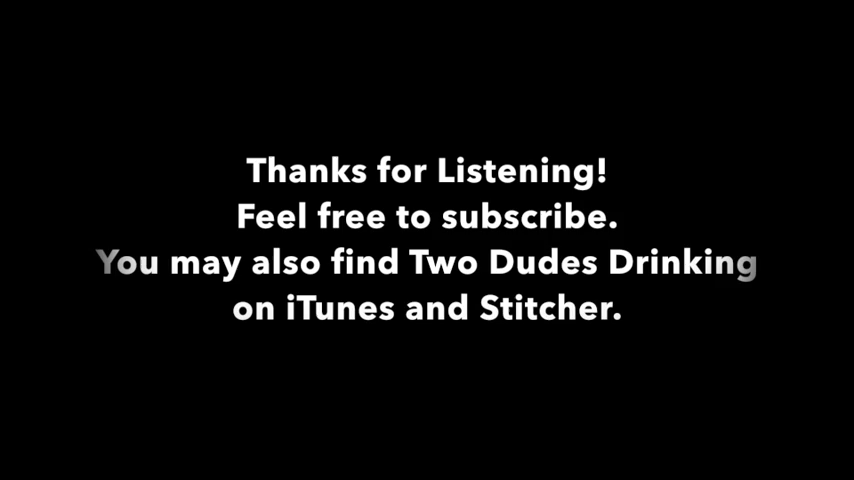 Thanks for Listening!
Feel free to subscribe.
You may also find Two Dudes Drinking
on iTunes and Stitcher.